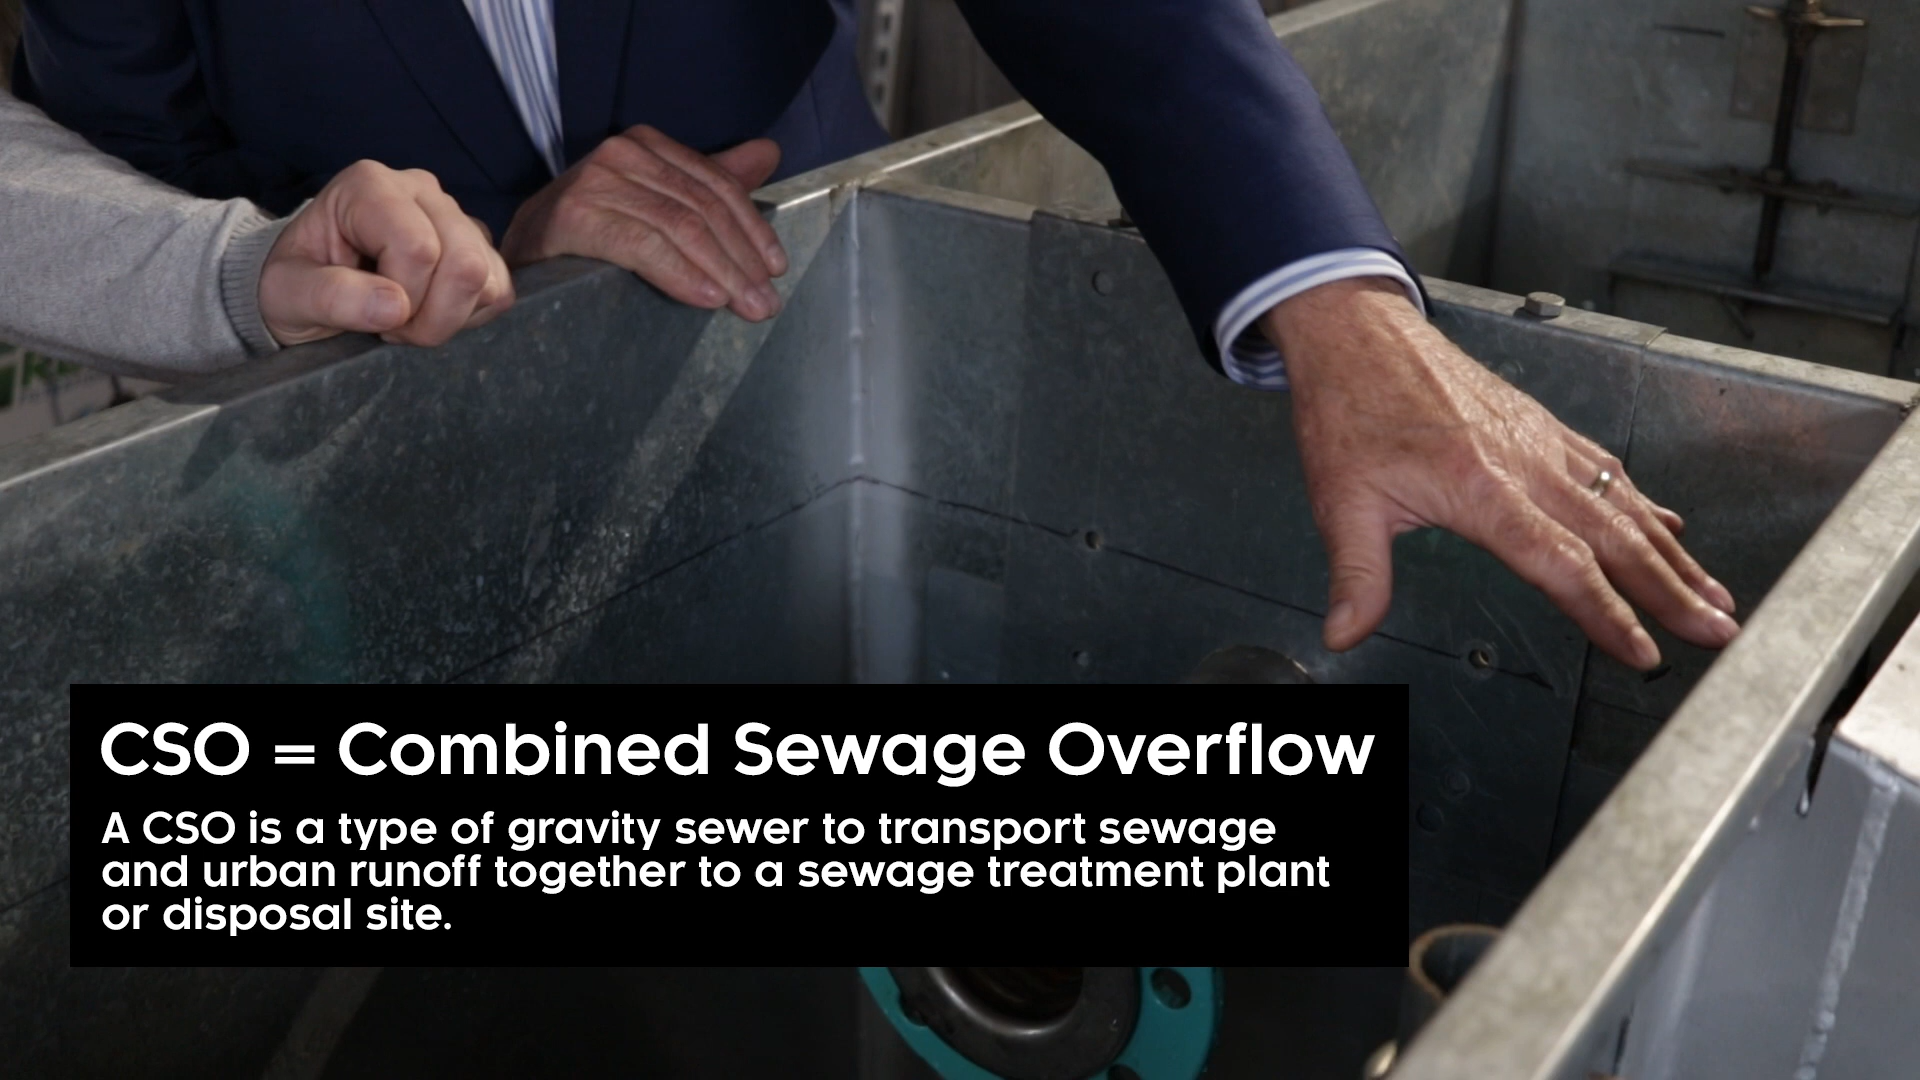 CSO = Combined Sewage Overflow
A CSO is a type of gravity sewer to transport sewage
and urban runoff together to a sewage treatment plant
or disposal site.